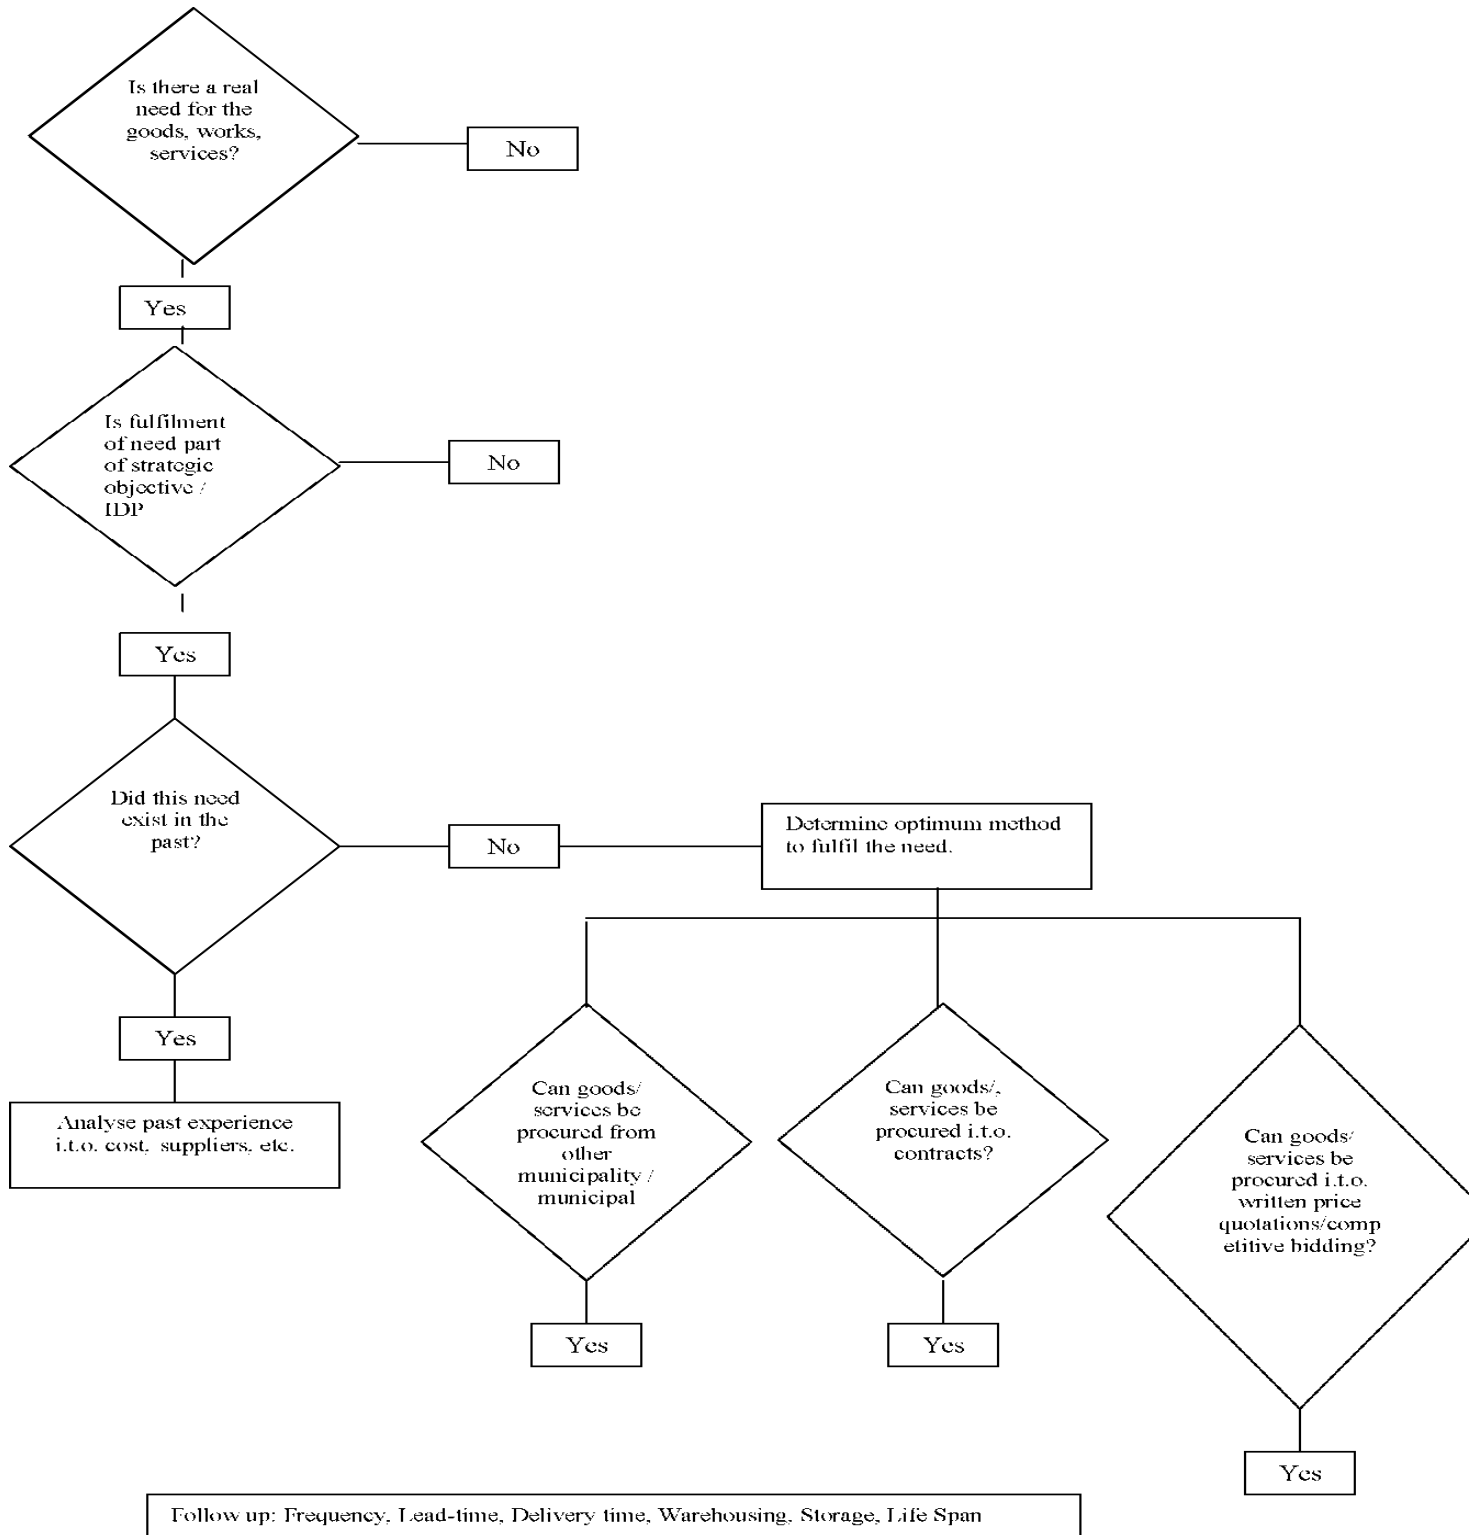 Is there a real
need for the
goods, works,
services?
No
Yes
Is fulfilment
of need part
of strategic
objective /
IDP
No
Yes
Did this need
exist in the
past?
No
Determine optimum method
to fulfil the need.
Yes
Analyse past experience
i.t.o. cost, suppliers, etc.
Can goods/
services be
procured from
other
municipality /
municipal
Can goods/,
services be
procured i.t.o.
contracts?
Can goods/
services be
procured i.t.o.
written price
quotations/comp
etitive bidding?
Yes
Yes
Yes
Follow up: Frequency, Lead-time, Delivery time, Warehousing, Storage, Life Span